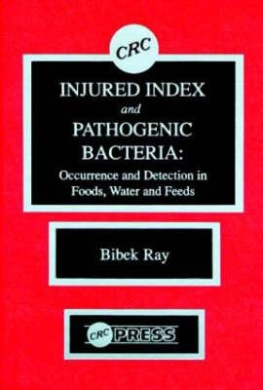 CRC
INJURED INDEX
and
PATHOGENIC
BACTERIA:
Occurrence and Detection in
Foods, Water and Feeds
Bibek Ray
CRC PRESS